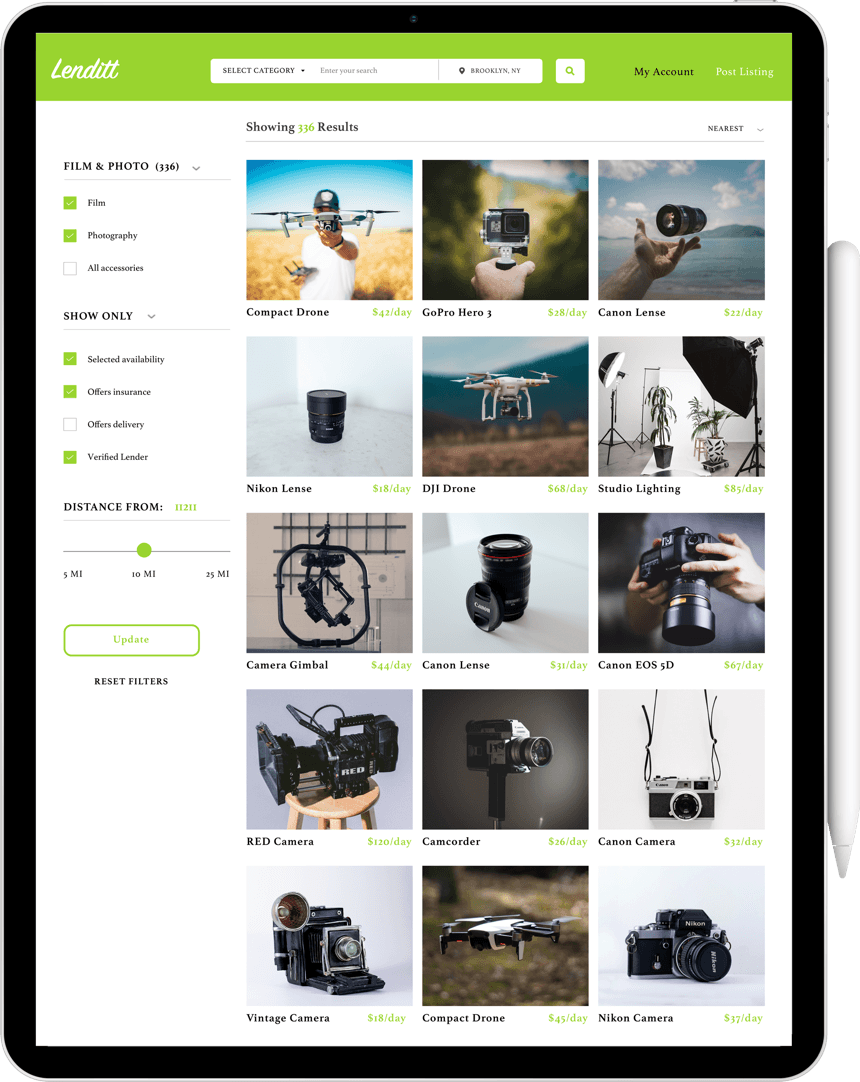 Lenditt
SELECT CATEGORY
Enter your search
BROOKLYN, NY
My Account
Post Listing
Showing 336 Results
NEAREST
FILM & PHOTO (336)
Film
Photography
All accessories
SHOW ONLY
Selected availability
Offers insurance
Offers delivery
Verified Lender
DISTANCE FROM: 11211
5 MI 10 MI 25 MI
Update
RESET FILTERS
Compact Drone $42/day
GoPro Hero 3 $28/day
Canon Lense $22/day
Nikon Lense $18/day
DJI Drone $68/day
Studio Lighting $85/day
Canon
Camera Gimbal $44/day
Canon Lense $31/day
Canon EOS 5D $67/day
RED
Canon
RED Camera $120/day
Camcorder $26/day
Canon Camera $32/day
Nikon
Nikon
Vintage Camera $18/day
Compact Drone $45/day
Nikon Camera $37/day